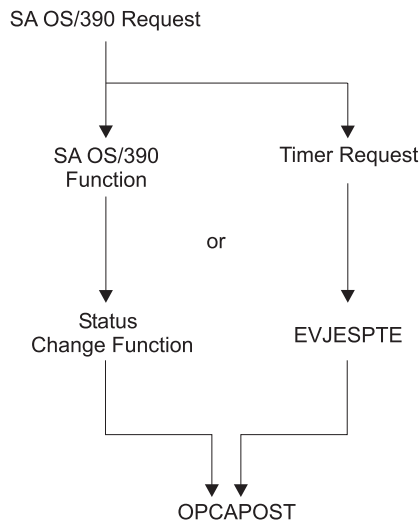 SA OS/390 Request
SA OS/390
Function
Timer Request
or
Status
Change Function
EVJESPTE
OPCAPOST